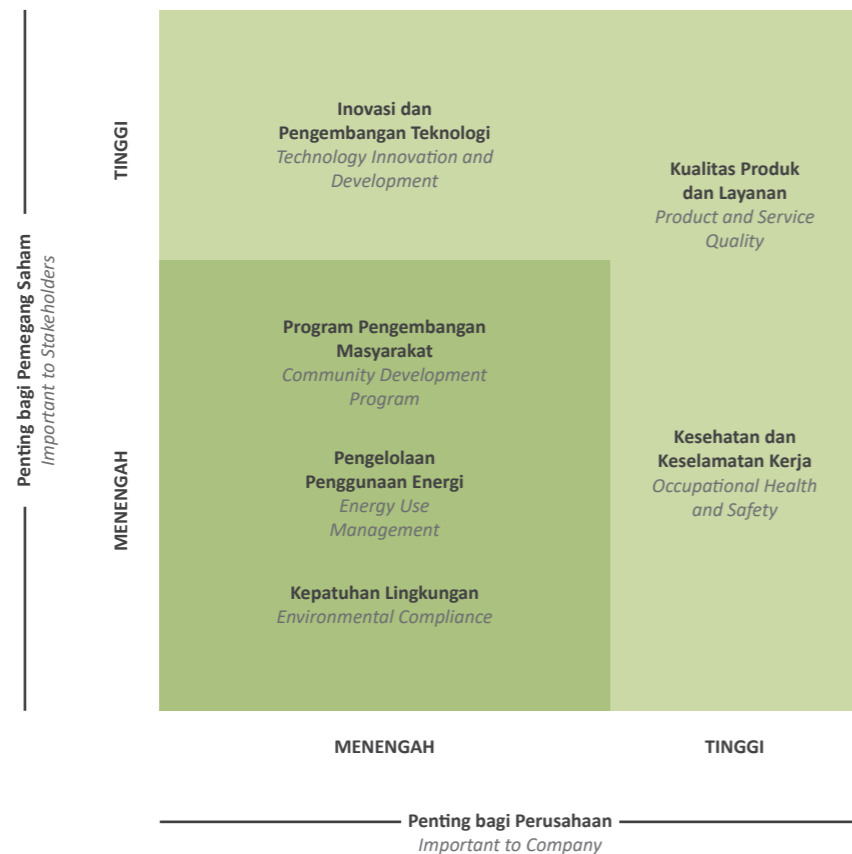 Penting bagi Pemegang Saham
Important to Stakeholders
TINGGI
MENENGAH
Inovasi dan
Pengembangan Teknologi
Technology Innovation and
Development
Kualitas Produk
dan Layanan
Product and Service
Quality
Program Pengembangan
Masyarakat
Community Development
Program
Pengelolaan
Penggunaan Energi
Energy Use
Management
Kepatuhan Lingkungan
Environmental Compliance
Kesehatan dan
Keselamatan Kerja
Occupational Health
and Safety
MENENGAH
TINGGI
Penting bagi Perusahaan
Important to Company